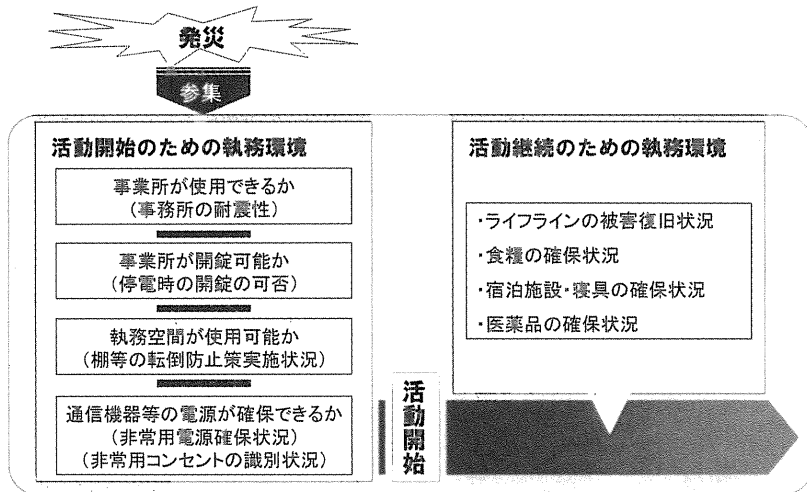 発災
参集
活動開始のための執務環境
事業所が使用できるか
(事務所の耐震性)
事業所が開錠可能か
(停電時の開錠の可否)
執務空間が使用可能か
(棚等の転倒防止策実施状況)
通信機器等の電源が確保できるか
(非常用電源確保状況)
(非常用コンセントの識別状況)
活動開始
活動継続のための執務環境
・ライフラインの被害復旧状況
・食糧の確保状況
・宿泊施設・寝具の確保状況
・医薬品の確保状況